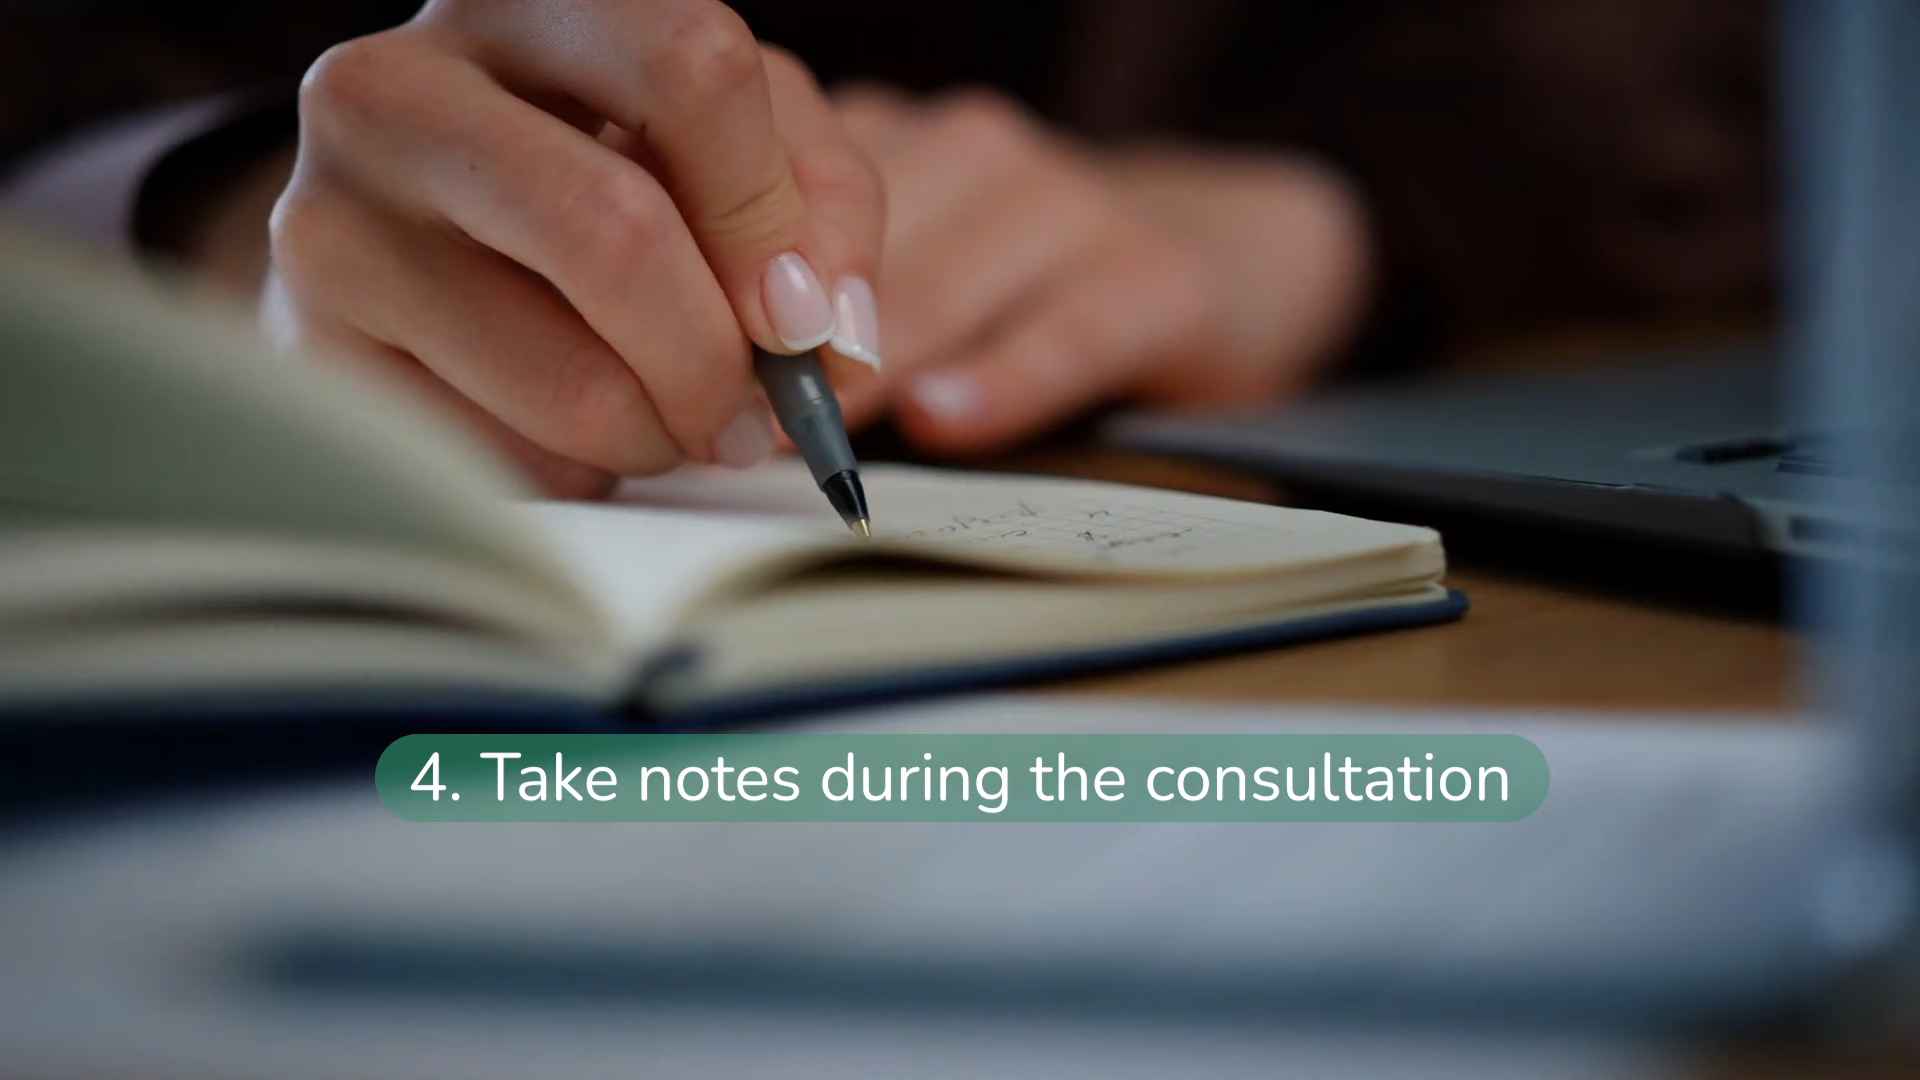 4. Take notes during the consultation